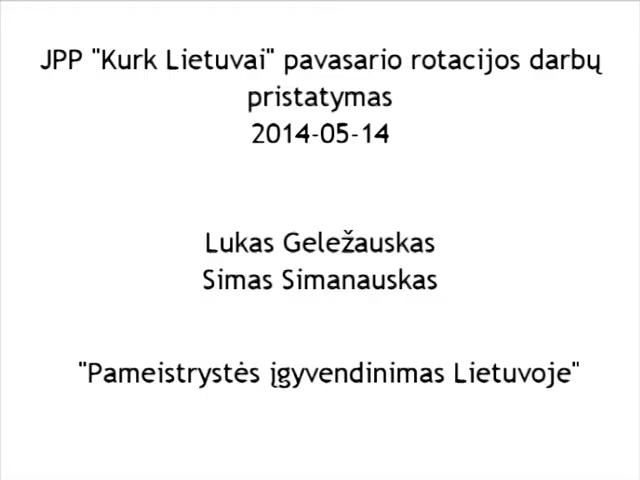 JPP "Kurk Lietuvai" pavasario rotacijos darbų
pristatymas
2014-05-14
Lukas Geležauskas
Simas Simanauskas
"Pameistrystės įgyvendinimas Lietuvoje"